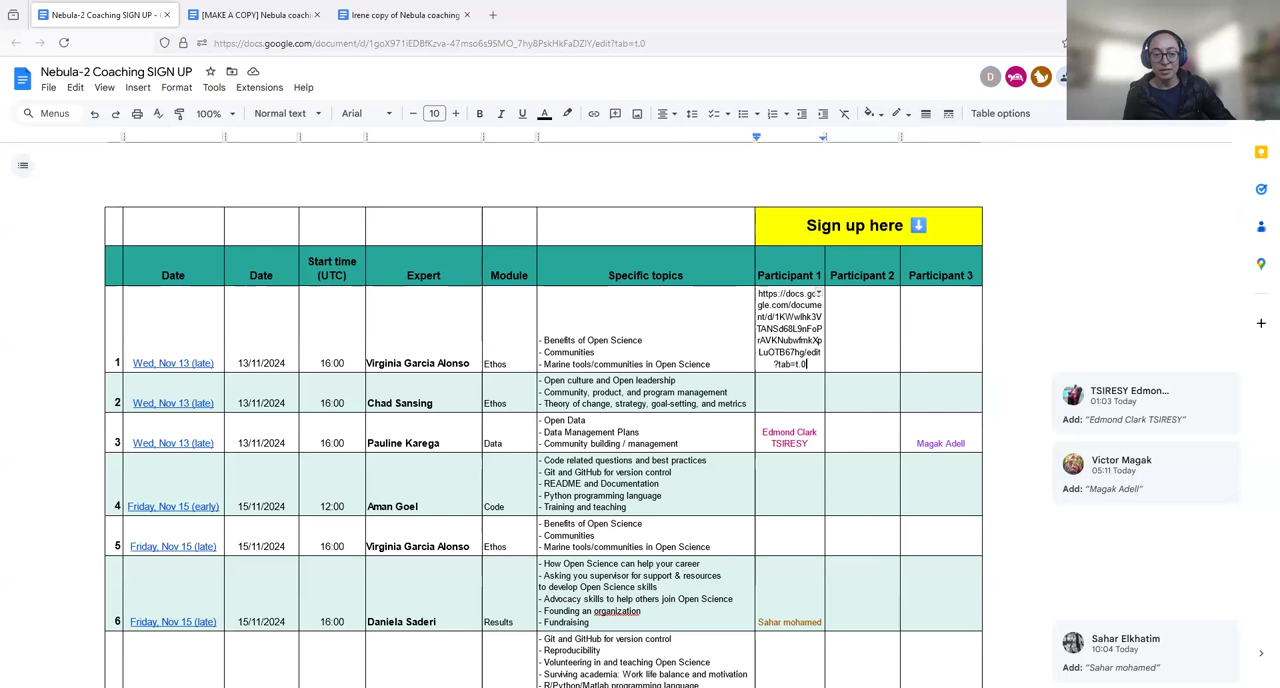 Nebula-2 Coaching SIGN UP - 
[MAKE A COPY] Nebula coachi
Irene copy of Nebula coaching
https://docs.google.com/document/d/1goX971iEDBfKzva-47mso6s9SMO_7hy8PskHkFaDZlY/edit?tab=t.0
Nebula-2 Coaching SIGN UP
D
File Edit View Insert Format Tools Extensions Help
Menus 100% Normal text Arial 10 B I U A Table options
Sign up here ⬇️
Date Date Start time (UTC) Expert Module Specific topics Participant 1 Participant 2 Participant 3
1 Wed, Nov 13 (late) 13/11/2024 16:00 Virginia Garcia Alonso Ethos
- Benefits of Open Science
- Communities
- Marine tools/communities in Open Science
https://docs.go
gle.com/docume
nt/d/1KWwlhk3V
TANSd68L9nFoP
rAVKNubwfmkXp
LuOTB67hg/edit
?tab=t.0
2 Wed, Nov 13 (late) 13/11/2024 16:00 Chad Sansing Ethos
- Open culture and Open leadership
- Community, product, and program management
- Theory of change, strategy, goal-setting, and metrics
3 Wed, Nov 13 (late) 13/11/2024 16:00 Pauline Karega Data
- Open Data
- Data Management Plans
- Community building / management
Edmond Clark
TSIRESY
Magak Adell
4 Friday, Nov 15 (early) 15/11/2024 12:00 Aman Goel Code
- Code related questions and best practices
- Git and GitHub for version control
- README and Documentation
- Python programming language
- Training and teaching
5 Friday, Nov 15 (late) 15/11/2024 16:00 Virginia Garcia Alonso Ethos
- Benefits of Open Science
- Communities
- Marine tools/communities in Open Science
6 Friday, Nov 15 (late) 15/11/2024 16:00 Daniela Saderi Results
- How Open Science can help your career
- Asking you supervisor for support & resources
to develop Open Science skills
- Advocacy skills to help others join Open Science
- Founding an organization
- Fundraising
Sahar mohamed
- Git and GitHub for version control
- Reproducibility
- Volunteering in and teaching Open Science
- Surviving academia: Work life balance and motivation
- R/Python/Matlab programming language
TSIRESY Edmon...
01:03 Today
Add: “Edmond Clark TSIRESY”
Victor Magak
05:11 Today
Add: “Magak Adell”
Sahar Elkhatim
10:04 Today
Add: “Sahar mohamed”